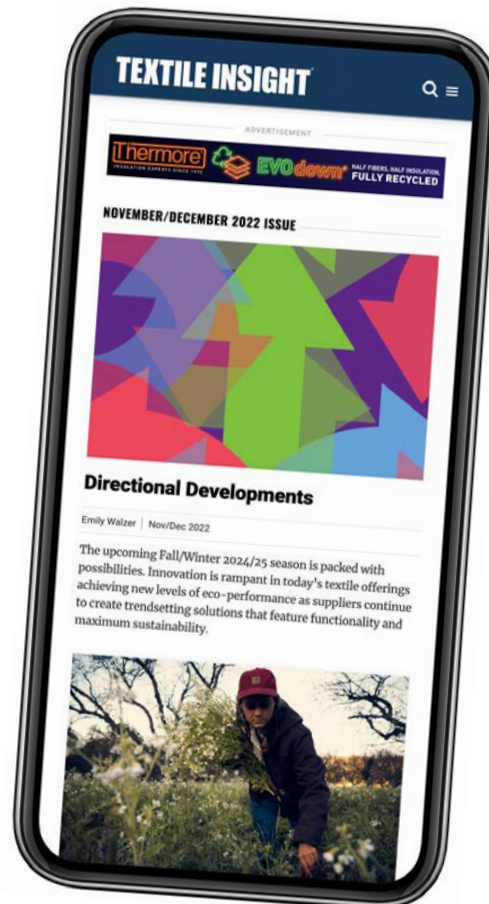 TEXTILE INSIGHT
ADVERTISEMENT
Thermore
INSULATION EXPERTS SINCE 1972
EVOdown®
HALF FIBERS, HALF INSULATION,
FULLY RECYCLED
NOVEMBER/DECEMBER 2022 ISSUE
Directional Developments
Emily Walzer | Nov/Dec 2022
The upcoming Fall/Winter 2024/25 season is packed with
possibilities. Innovation is rampant in today’s textile offerings
achieving new levels of eco-performance as suppliers continue
to create trendsetting solutions that feature functionality and
maximum sustainability.